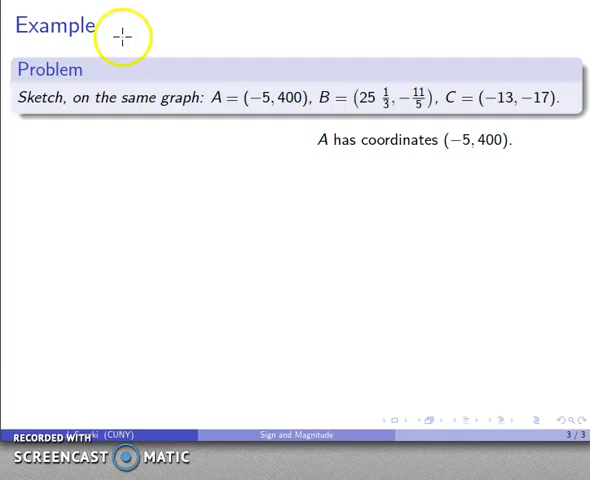 Example
Problem
Sketch, on the same graph: A = (−5, 400), B = (25 1/3, −11/5), C = (−13, −17).
A has coordinates (−5, 400).
(CUNY) Sign and Magnitude 3 / 3
RECORDED WITH
SCREENCAST MATIC